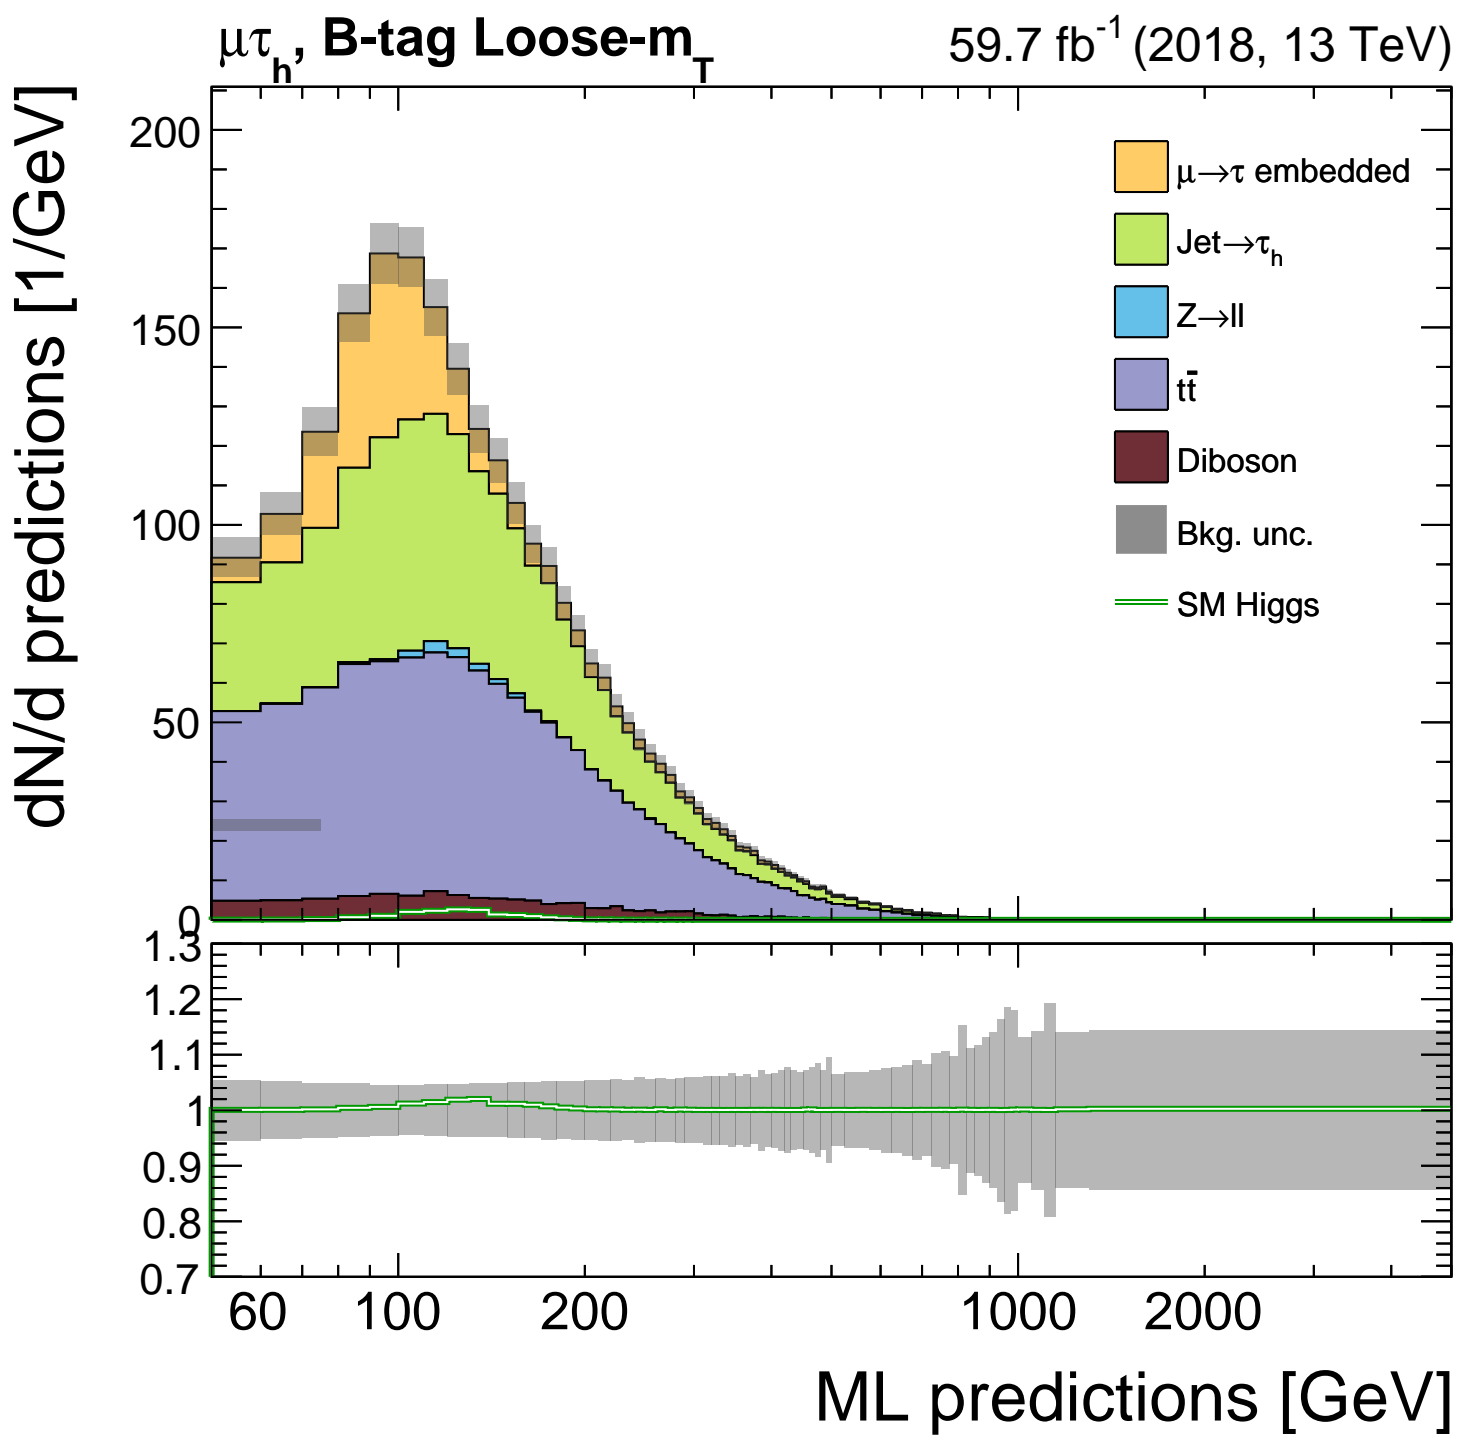 μτh, B-tag Loose-mT
59.7 fb-1 (2018, 13 TeV)
dN/d predictions [1/GeV]
200
150
100
50
0
μ→τ embedded
Jet→τh
Z→ll
tt̄
Diboson
Bkg. unc.
SM Higgs
1.3
1.2
1.1
1
0.9
0.8
0.7
60 100 200 1000 2000
ML predictions [GeV]